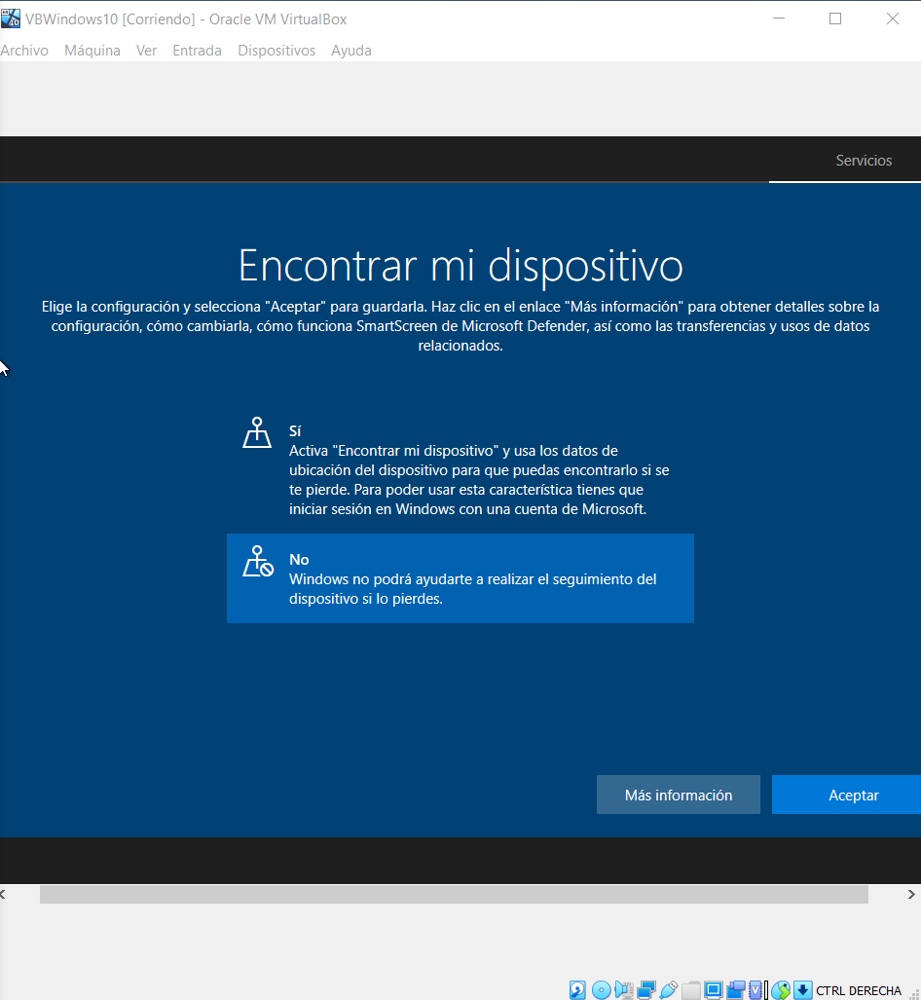 VBWindows10 [Corriendo] - Oracle VM VirtualBox
Archivo Máquina Ver Entrada Dispositivos Ayuda
Servicios
Encontrar mi dispositivo
Elige la configuración y selecciona "Aceptar" para guardarla. Haz clic en el enlace "Más información" para obtener detalles sobre la
configuración, cómo cambiarla, cómo funciona SmartScreen de Microsoft Defender, así como las transferencias y usos de datos
relacionados.
Sí
Activa "Encontrar mi dispositivo" y usa los datos de
ubicación del dispositivo para que puedas encontrarlo si se
te pierde. Para poder usar esta característica tienes que
iniciar sesión en Windows con una cuenta de Microsoft.
No
Windows no podrá ayudarte a realizar el seguimiento del
dispositivo si lo pierdes.
Más información Aceptar
CTRL DERECHA